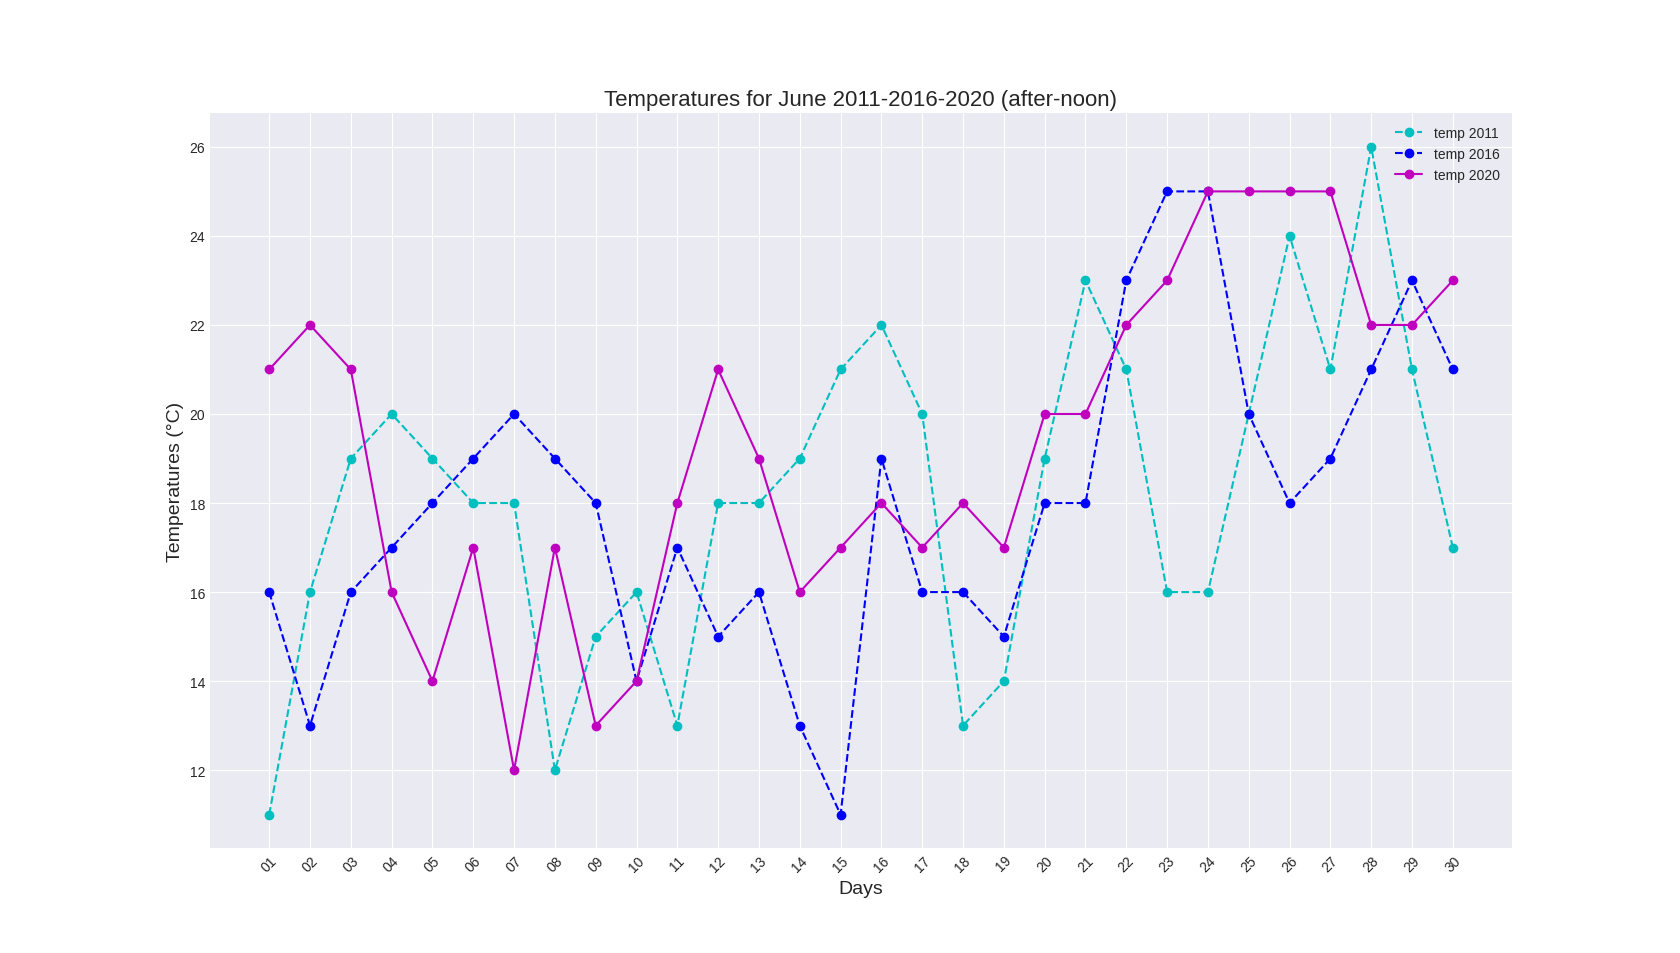 Temperatures for June 2011-2016-2020 (after-noon)
temp 2011
temp 2016
temp 2020
26
24
22
20
18
16
14
12
Temperatures (°C)
01 02 03 04 05 06 07 08 09 10 11 12 13 14 15 16 17 18 19 20 21 22 23 24 25 26 27 28 29 30
Days